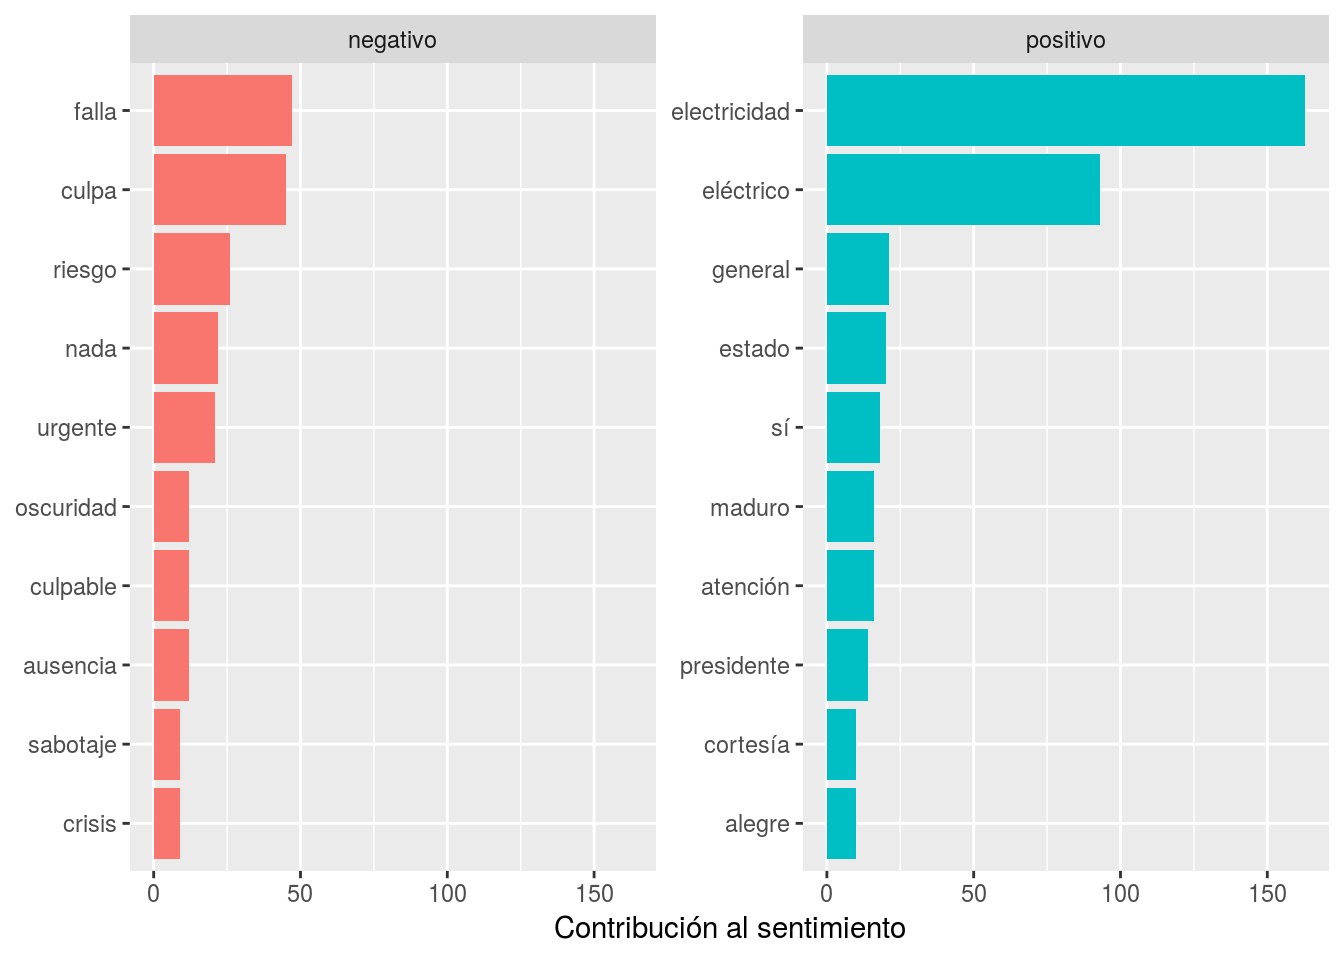 negativo
falla
culpa
riesgo
nada
urgente
oscuridad
culpable
ausencia
sabotaje
crisis
0 50 100 150
positivo
electricidad
eléctrico
general
estado
sí
maduro
atención
presidente
cortesía
alegre
0 50 100 150
Contribución al sentimiento